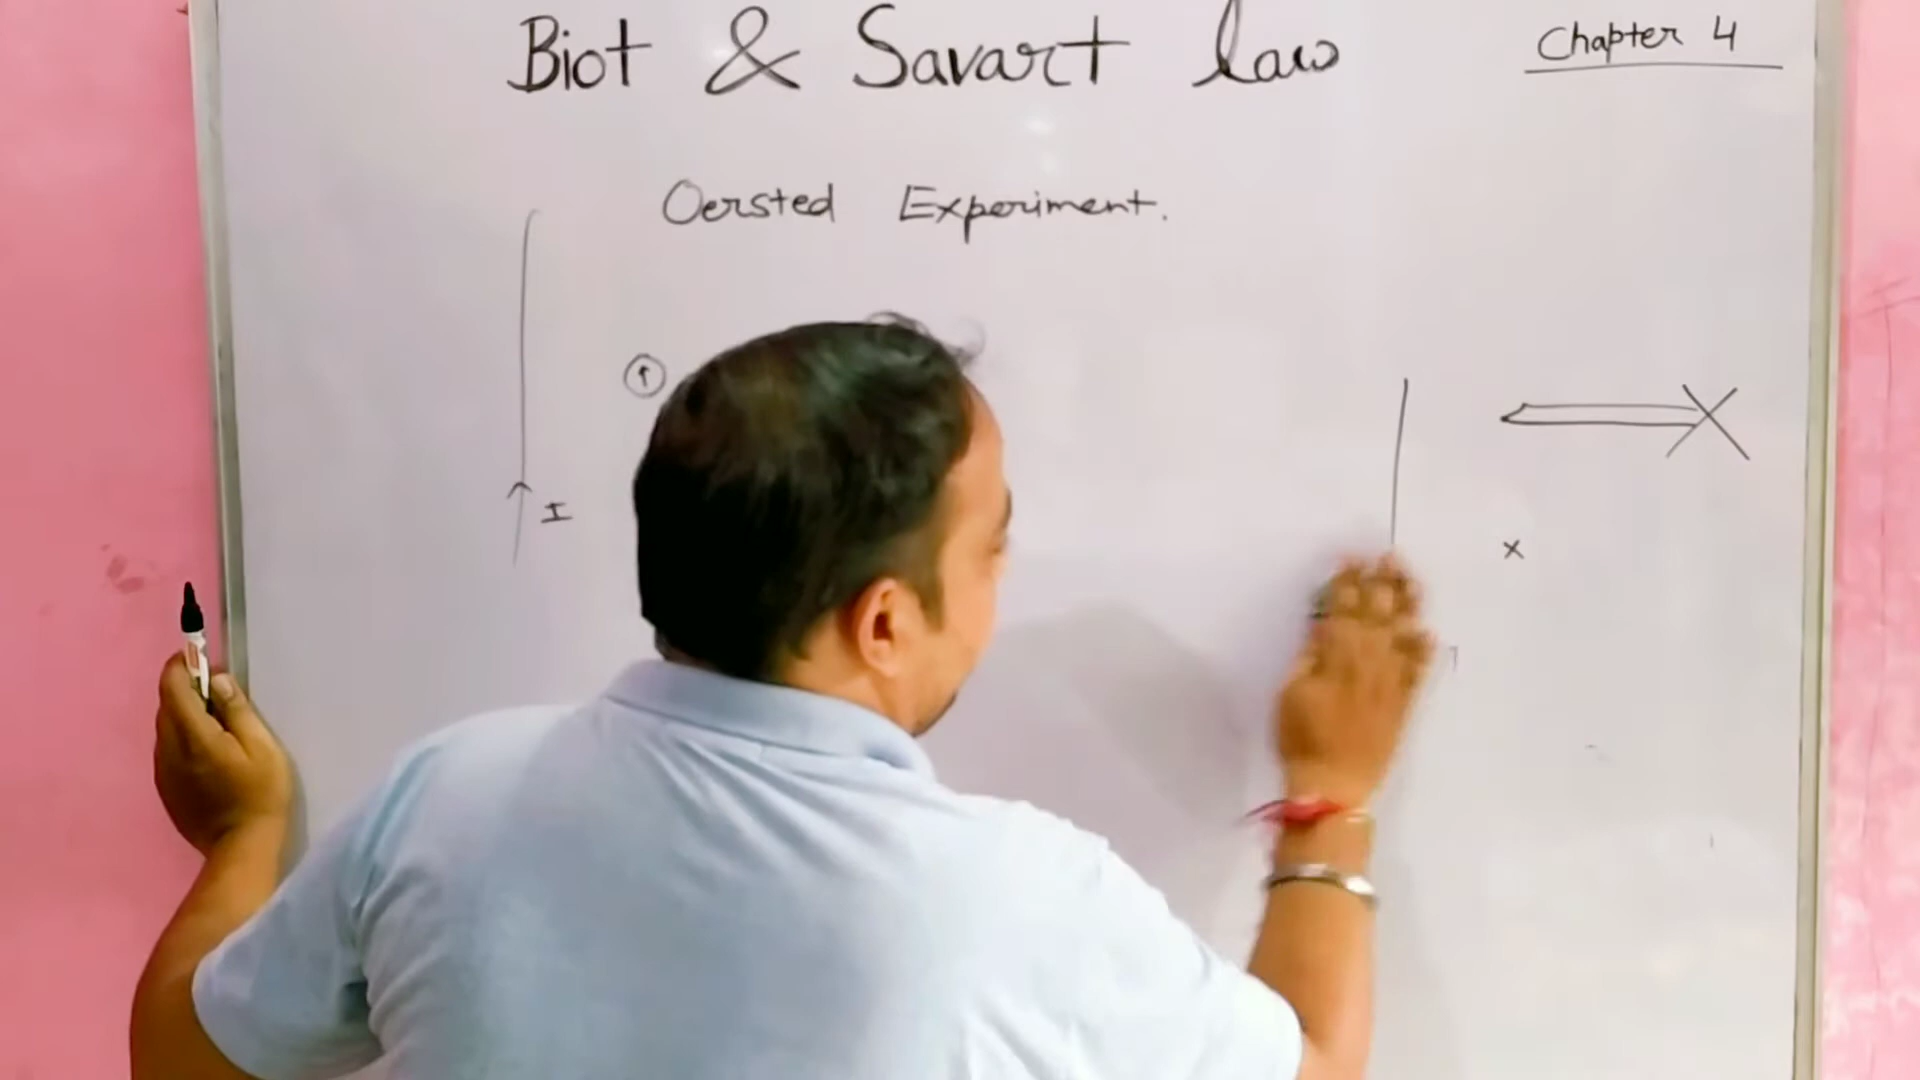 Biot & Savart law
Chapter 4
Oersted Experiment.
I
x